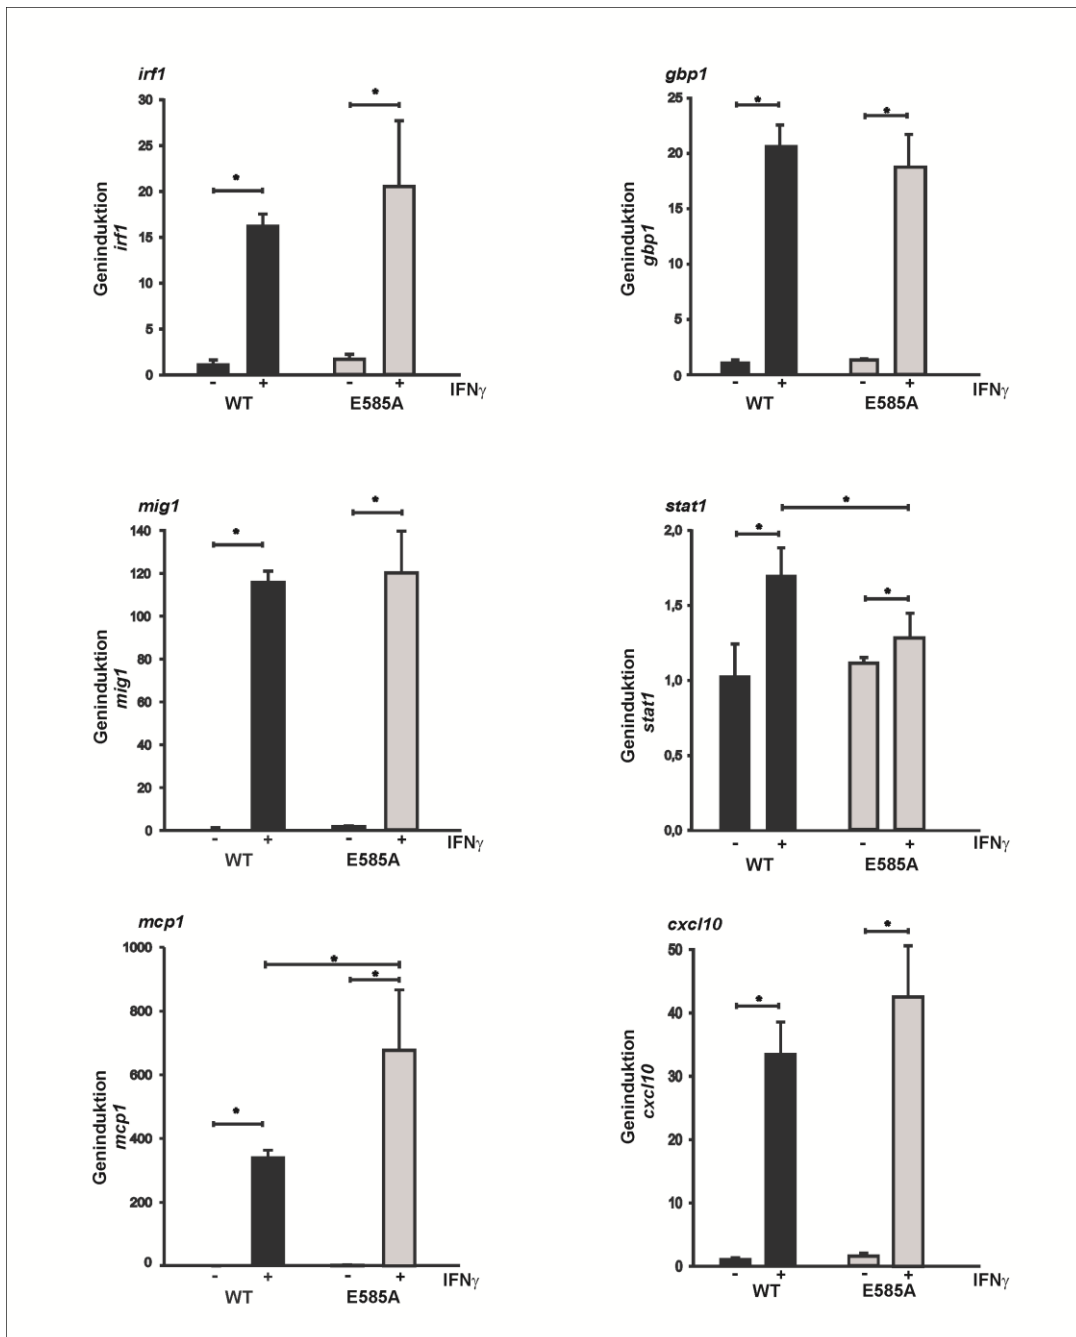 irf1
30
25
20
15
10
5
0
Geninduktion
irf1
* *
- + - + IFNγ
WT E585A
gbp1
25
20
15
10
5
0
Geninduktion
gbp1
* *
- + - + IFNγ
WT E585A
mig1
140
120
100
80
60
40
20
0
Geninduktion
mig1
* *
- + - + IFNγ
WT E585A
stat1
2,0
1,5
1,0
0,5
0,0
Geninduktion
stat1
*
* *
- + - + IFNγ
WT E585A
mcp1
1000
800
600
400
200
0
Geninduktion
mcp1
*
* *
- + - + IFNγ
WT E585A
cxcl10
50
40
30
20
10
0
Geninduktion
cxcl10
* *
- + - + IFNγ
WT E585A